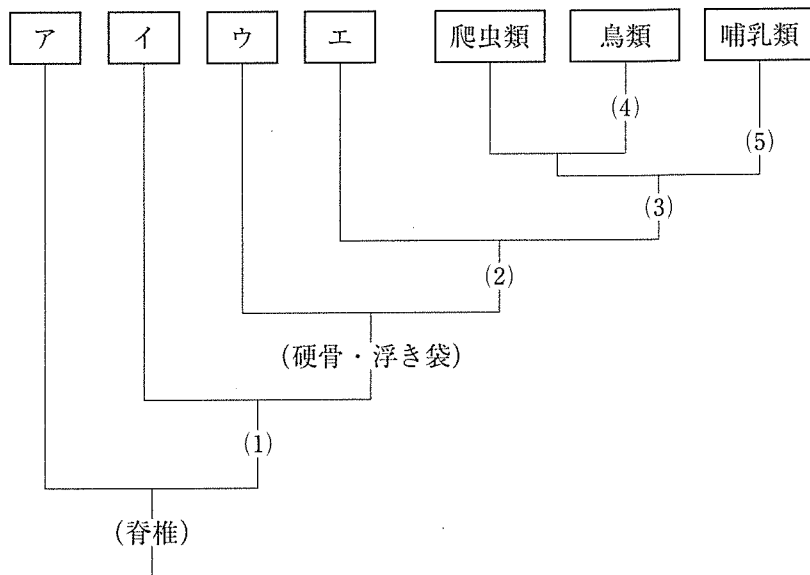 ア イ ウ エ 爬虫類 鳥類 哺乳類
(4)
(5)
(3)
(2)
(硬骨・浮き袋)
(1)
(脊椎)